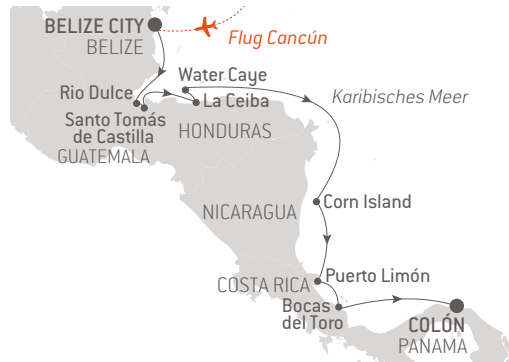 BELIZE CITY
BELIZE
Flug Cancún
Water Caye
Rio Dulce
La Ceiba
Karibisches Meer
Santo Tomás
de Castilla
HONDURAS
GUATEMALA
Corn Island
NICARAGUA
Puerto Limón
COSTA RICA
Bocas
del Toro
COLÓN
PANAMA